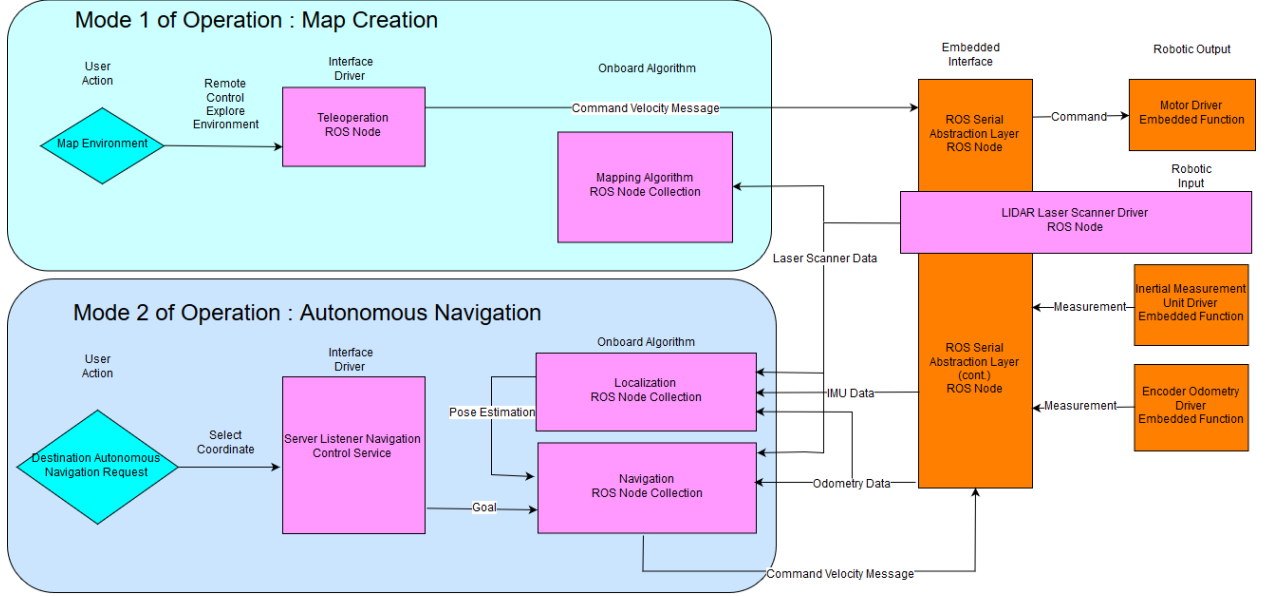 Mode 1 of Operation : Map Creation
User
Action
Map Environment
Remote
Control
Explore
Environment
Interface
Driver
Teleoperation
ROS Node
Onboard Algorithm
Mapping Algorithm
ROS Node Collection
Command Velocity Message
Embedded
Interface
ROS Serial
Abstraction Layer
ROS Node
Command
Robotic Output
Motor Driver
Embedded Function
Robotic
Input
LIDAR Laser Scanner Driver
ROS Node
Laser Scanner Data
Mode 2 of Operation : Autonomous Navigation
User
Action
Destination Autonomous
Navigation Request
Select
Coordinate
Interface
Driver
Server Listener Navigation
Control Service
Goal
Onboard Algorithm
Localization
ROS Node Collection
Pose Estimation
Navigation
ROS Node Collection
IMU Data
Odometry Data
Command Velocity Message
ROS Serial
Abstraction Layer
(cont.)
ROS Node
Measurement
Inertial Measurement
Unit Driver
Embedded Function
Measurement
Encoder Odometry
Driver
Embedded Function